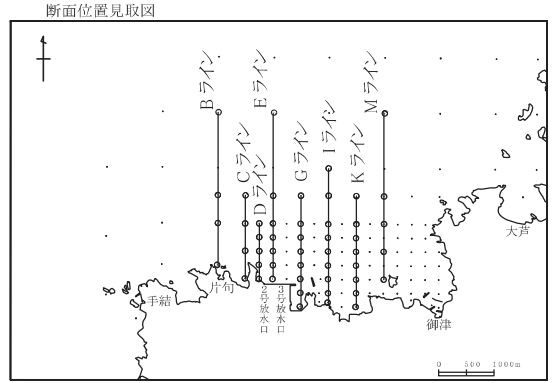 断面位置見取図
Bライン
Eライン
Mライン
Cライン
Dライン
Gライン
Iライン
Kライン
大芦
手結
片句
2号放水口
3号放水口
御津
0 500 1000m